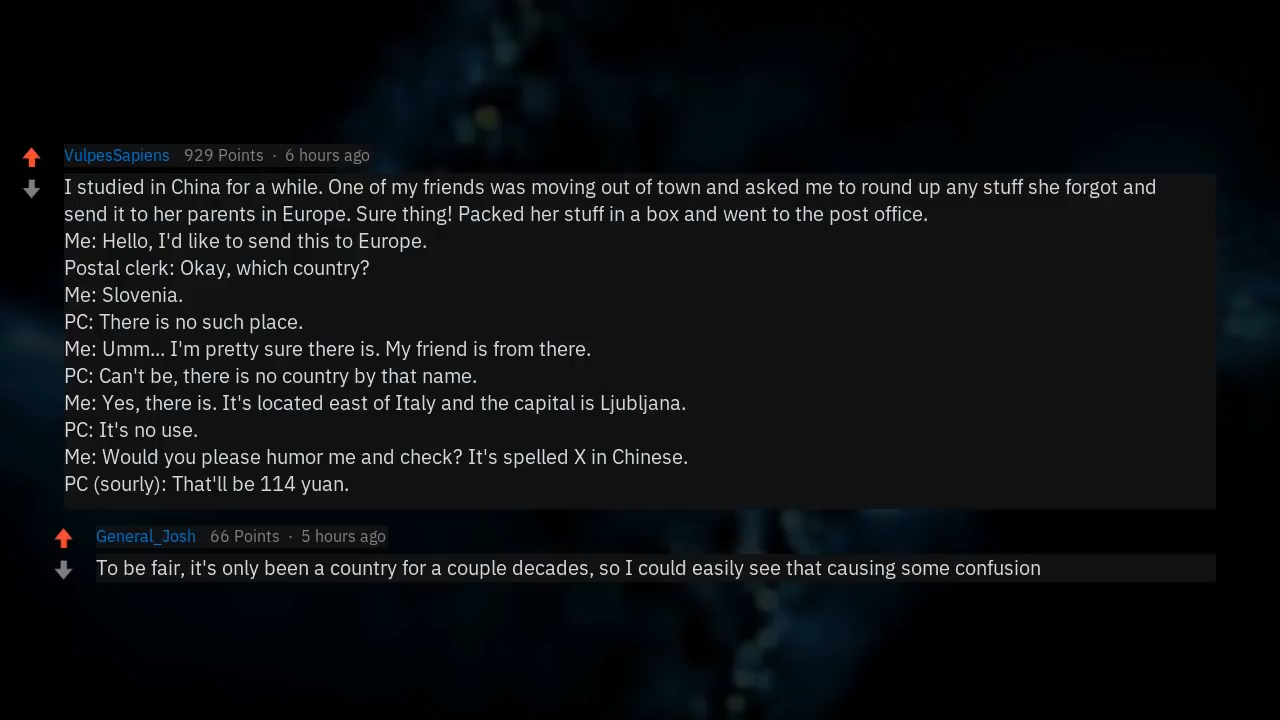 VulpesSapiens 929 Points · 6 hours ago
I studied in China for a while. One of my friends was moving out of town and asked me to round up any stuff she forgot and
send it to her parents in Europe. Sure thing! Packed her stuff in a box and went to the post office.
Me: Hello, I'd like to send this to Europe.
Postal clerk: Okay, which country?
Me: Slovenia.
PC: There is no such place.
Me: Umm... I'm pretty sure there is. My friend is from there.
PC: Can't be, there is no country by that name.
Me: Yes, there is. It's located east of Italy and the capital is Ljubljana.
PC: It's no use.
Me: Would you please humor me and check? It's spelled X in Chinese.
PC (sourly): That'll be 114 yuan.
General_Josh 66 Points · 5 hours ago
To be fair, it's only been a country for a couple decades, so I could easily see that causing some confusion